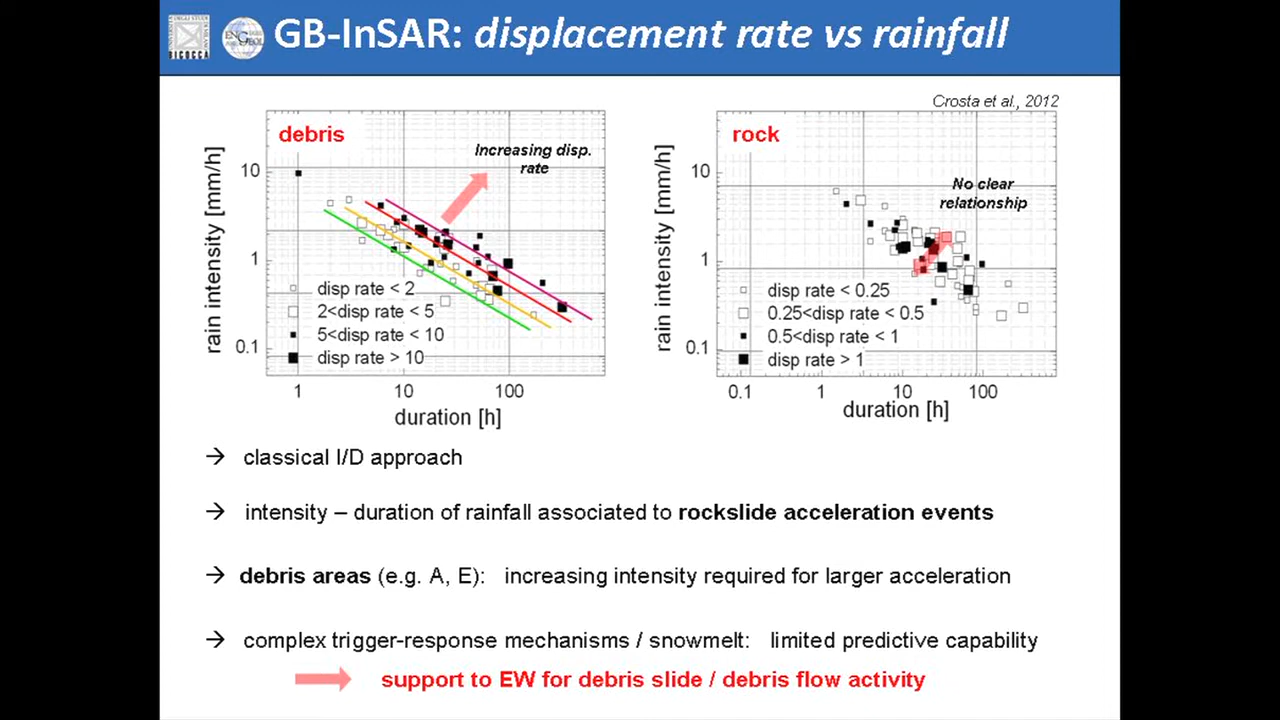 GB-InSAR: displacement rate vs rainfall
BICOCCA
Crosta et al., 2012
debris
Increasing disp.
rate
rain intensity [mm/h]
10
1
0.1
disp rate < 2
2<disp rate < 5
5<disp rate < 10
disp rate > 10
1
10
100
duration [h]
rock
No clear
relationship
rain intensity [mm/h]
10
1
0.1
disp rate < 0.25
0.25<disp rate < 0.5
0.5<disp rate < 1
disp rate > 1
0.1
1
10
100
duration [h]
→ classical I/D approach
→ intensity – duration of rainfall associated to rockslide acceleration events
→ debris areas (e.g. A, E): increasing intensity required for larger acceleration
→ complex trigger-response mechanisms / snowmelt: limited predictive capability
support to EW for debris slide / debris flow activity